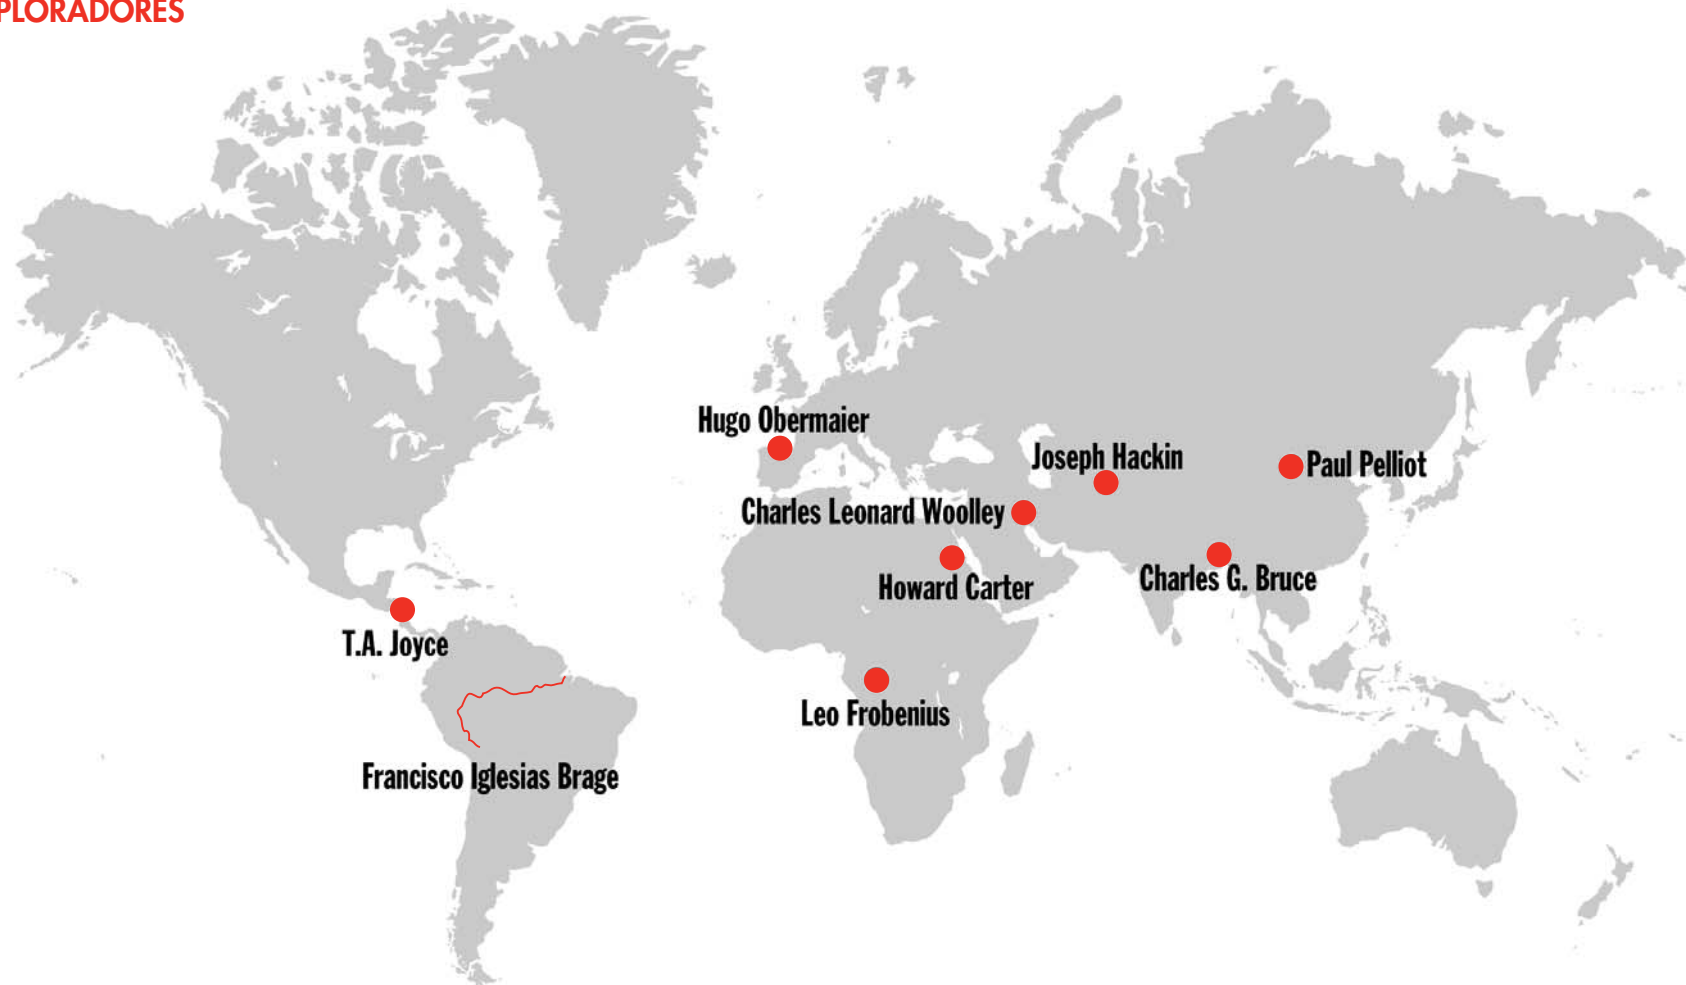 PLORADORES
Hugo Obermaier
Joseph Hackin
Paul Pelliot
Charles Leonard Woolley
Howard Carter
Charles G. Bruce
T.A. Joyce
Leo Frobenius
Francisco Iglesias Brage